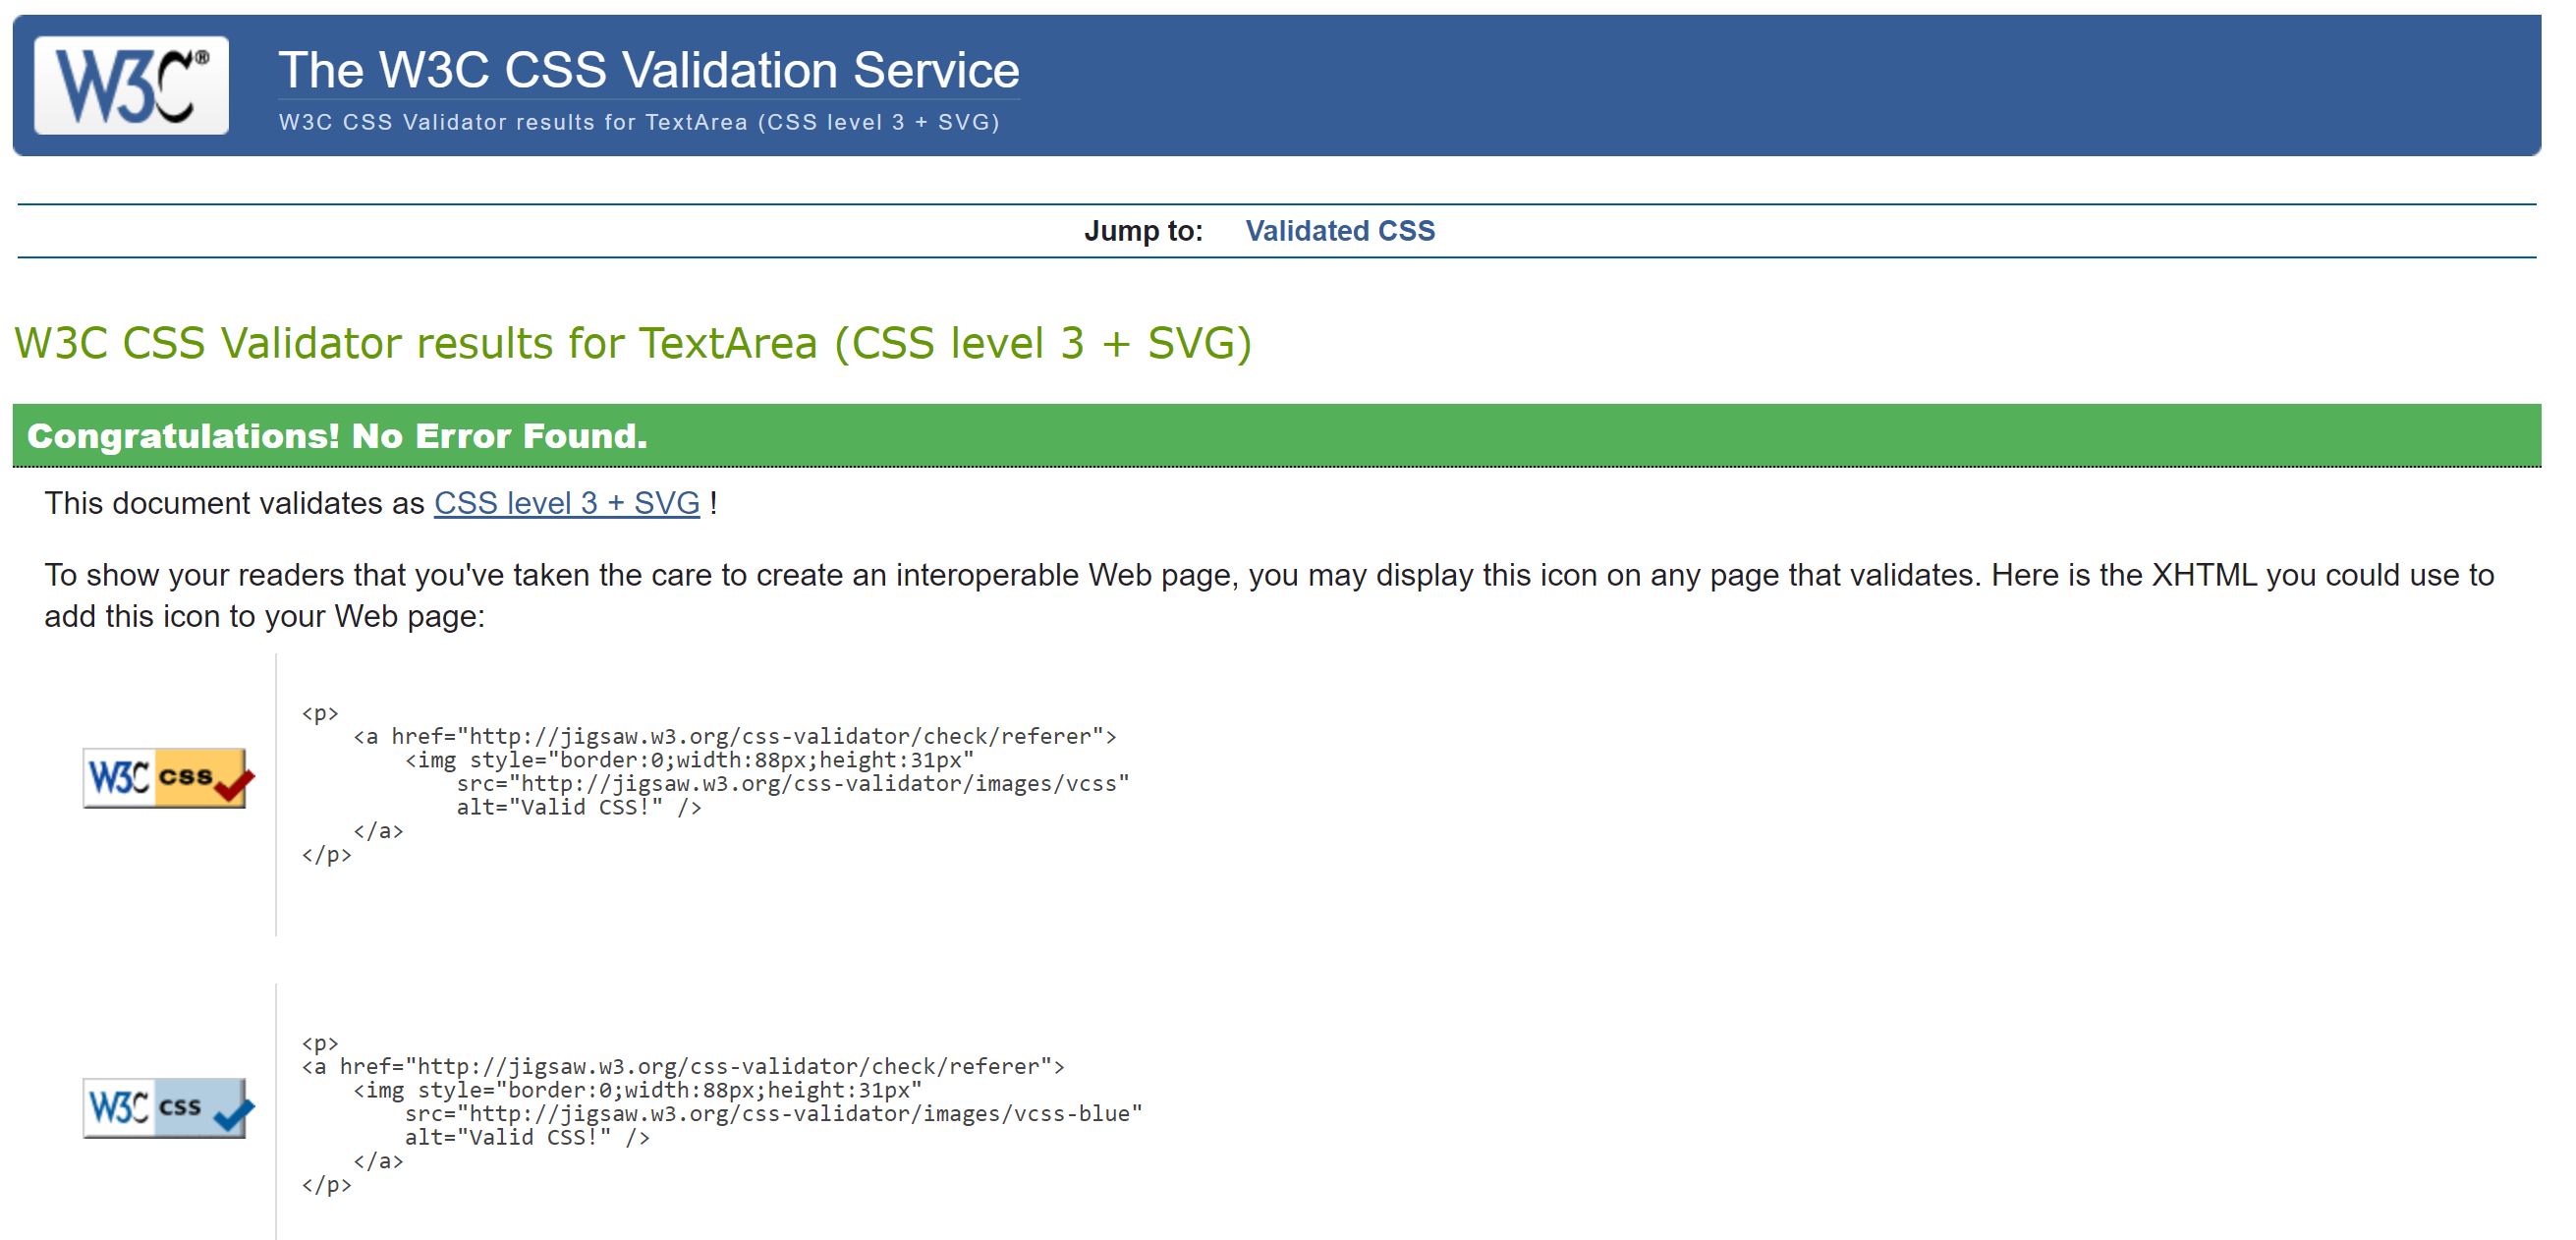 W3C®
The W3C CSS Validation Service
W3C CSS Validator results for TextArea (CSS level 3 + SVG)
Jump to: Validated CSS
W3C CSS Validator results for TextArea (CSS level 3 + SVG)
Congratulations! No Error Found.
This document validates as CSS level 3 + SVG !
To show your readers that you've taken the care to create an interoperable Web page, you may display this icon on any page that validates. Here is the XHTML you could use to
add this icon to your Web page:
W3C css
<p>
    <a href="http://jigsaw.w3.org/css-validator/check/referer">
        <img style="border:0;width:88px;height:31px"
            src="http://jigsaw.w3.org/css-validator/images/vcss"
            alt="Valid CSS!" />
    </a>
</p>
W3C css
<p>
<a href="http://jigsaw.w3.org/css-validator/check/referer">
    <img style="border:0;width:88px;height:31px"
        src="http://jigsaw.w3.org/css-validator/images/vcss-blue"
        alt="Valid CSS!" />
    </a>
</p>